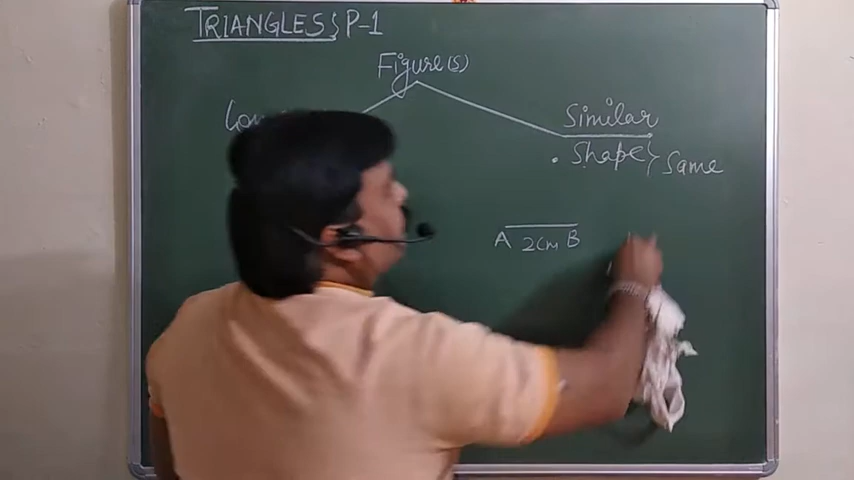 TRIANGLES} P-1
Figure(s)
Similar
• Shape} Same
A 2cm B